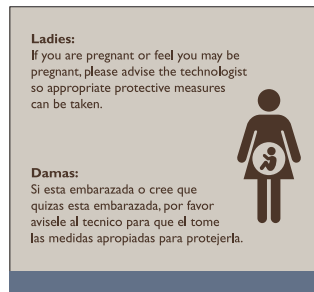 Ladies:
If you are pregnant or feel you may be
pregnant, please advise the technologist
so appropriate protective measures
can be taken.
Damas:
Si esta embarazada o cree que
quizas esta embarazada, por favor
avisele al tecnico para que el tome
las medidas apropiadas para protejerla.